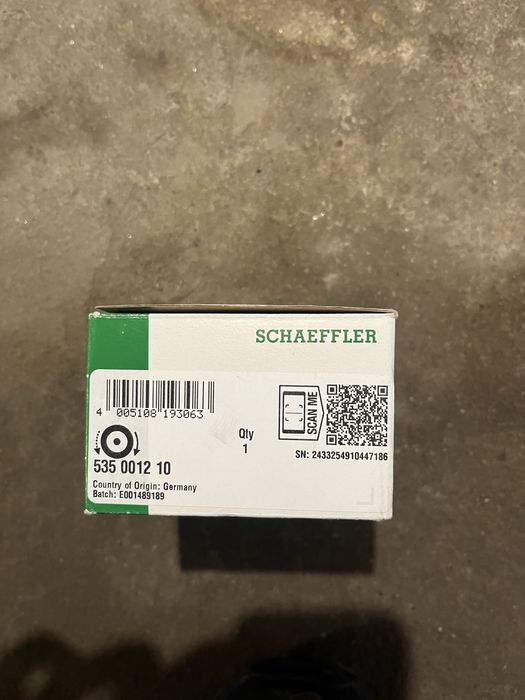 SCHAEFFLER
4 005108 193063
SCAN ME
Qty
1
SN: 2433254910447186
535 0012 10
Country of Origin: Germany
Batch: E001489189